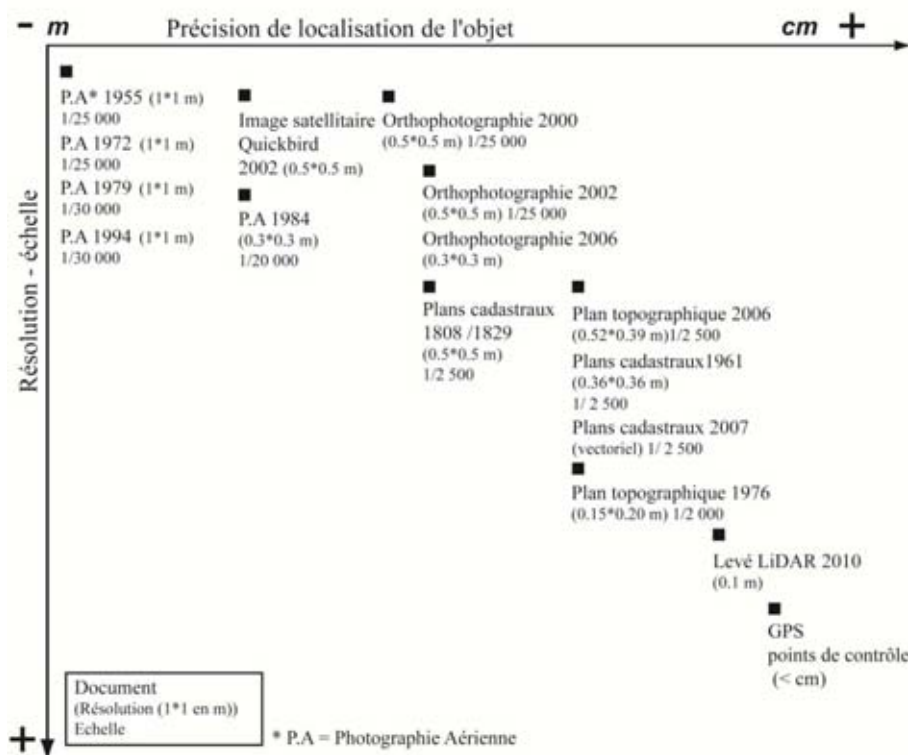 - m Précision de localisation de l'objet cm +
Résolution - échelle
P.A* 1955 (1*1 m)
1/25 000
P.A 1972 (1*1 m)
1/25 000
P.A 1979 (1*1 m)
1/30 000
P.A 1994 (1*1 m)
1/30 000
Image satellitaire
Quickbird
2002 (0.5*0.5 m)
P.A 1984
(0.3*0.3 m)
1/20 000
Orthophotographie 2000
(0.5*0.5 m) 1/25 000
Orthophotographie 2002
(0.5*0.5 m) 1/25 000
Orthophotographie 2006
(0.3*0.3 m)
Plans cadastraux
1808 /1829
(0.5*0.5 m)
1/2 500
Plan topographique 2006
(0.52*0.39 m)1/2 500
Plans cadastraux1961
(0.36*0.36 m)
1/ 2 500
Plans cadastraux 2007
(vectoriel) 1/ 2 500
Plan topographique 1976
(0.15*0.20 m) 1/2 000
Levé LiDAR 2010
(0.1 m)
GPS
points de contrôle
(< cm)
Document
(Résolution (1*1 en m))
Echelle
+
* P.A = Photographie Aérienne